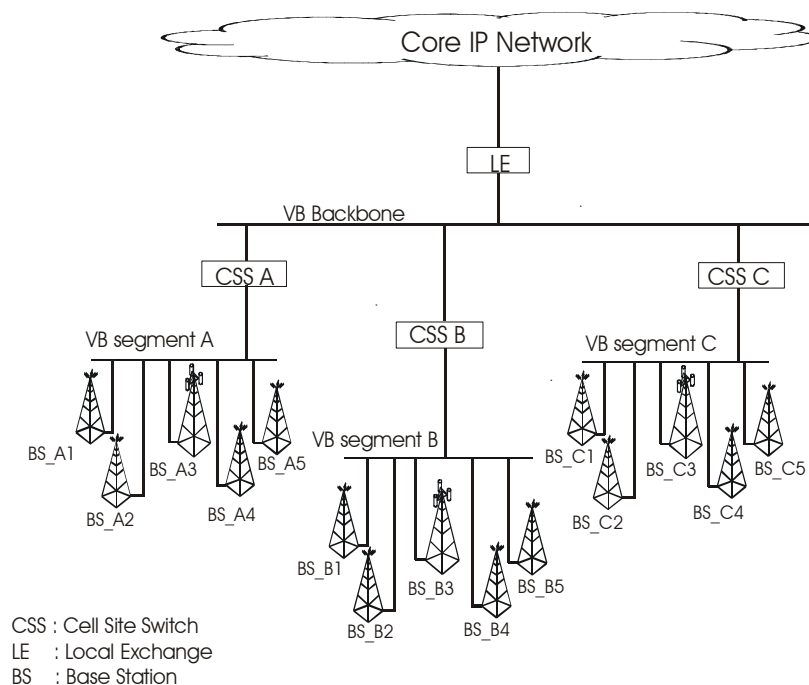 Core IP Network
LE
VB Backbone
CSS A
CSS C
CSS B
VB segment A
VB segment C
VB segment B
BS_A1
BS_A2
BS_A3
BS_A4
BS_A5
BS_C1
BS_C2
BS_C3
BS_C4
BS_C5
BS_B1
BS_B2
BS_B3
BS_B4
BS_B5
CSS : Cell Site Switch
LE : Local Exchange
BS : Base Station